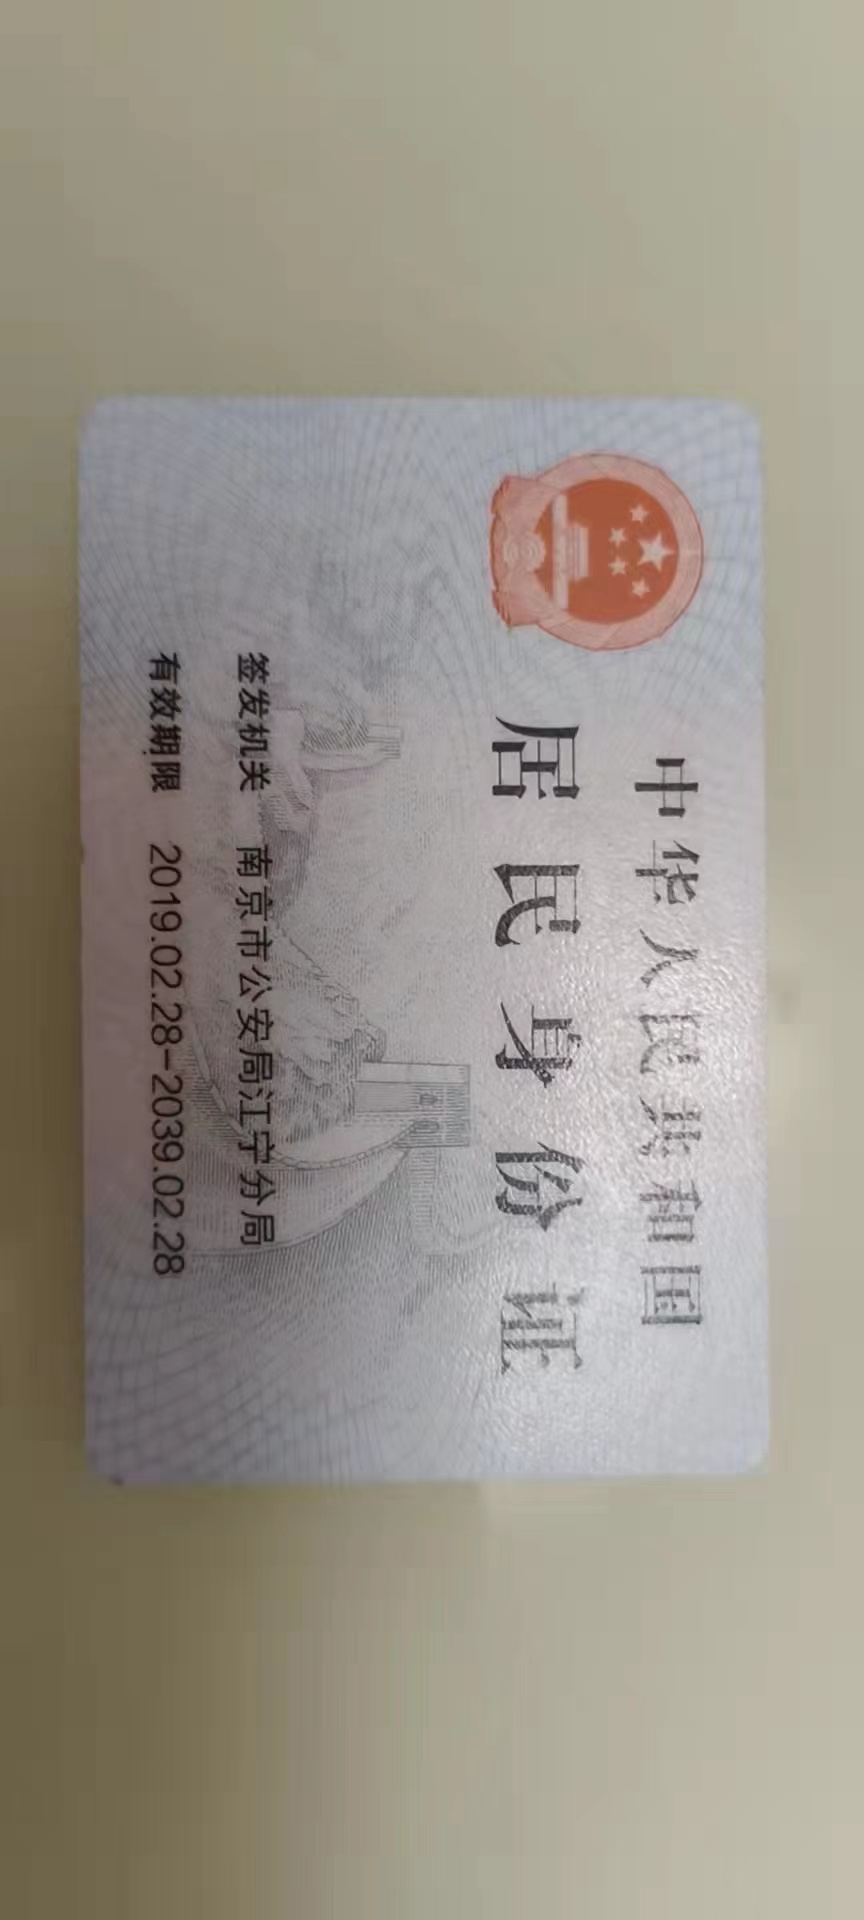 中华人民共和国
居民身份证
签发机关 南京市公安局江宁分局
有效期限 2019.02.28-2039.02.28